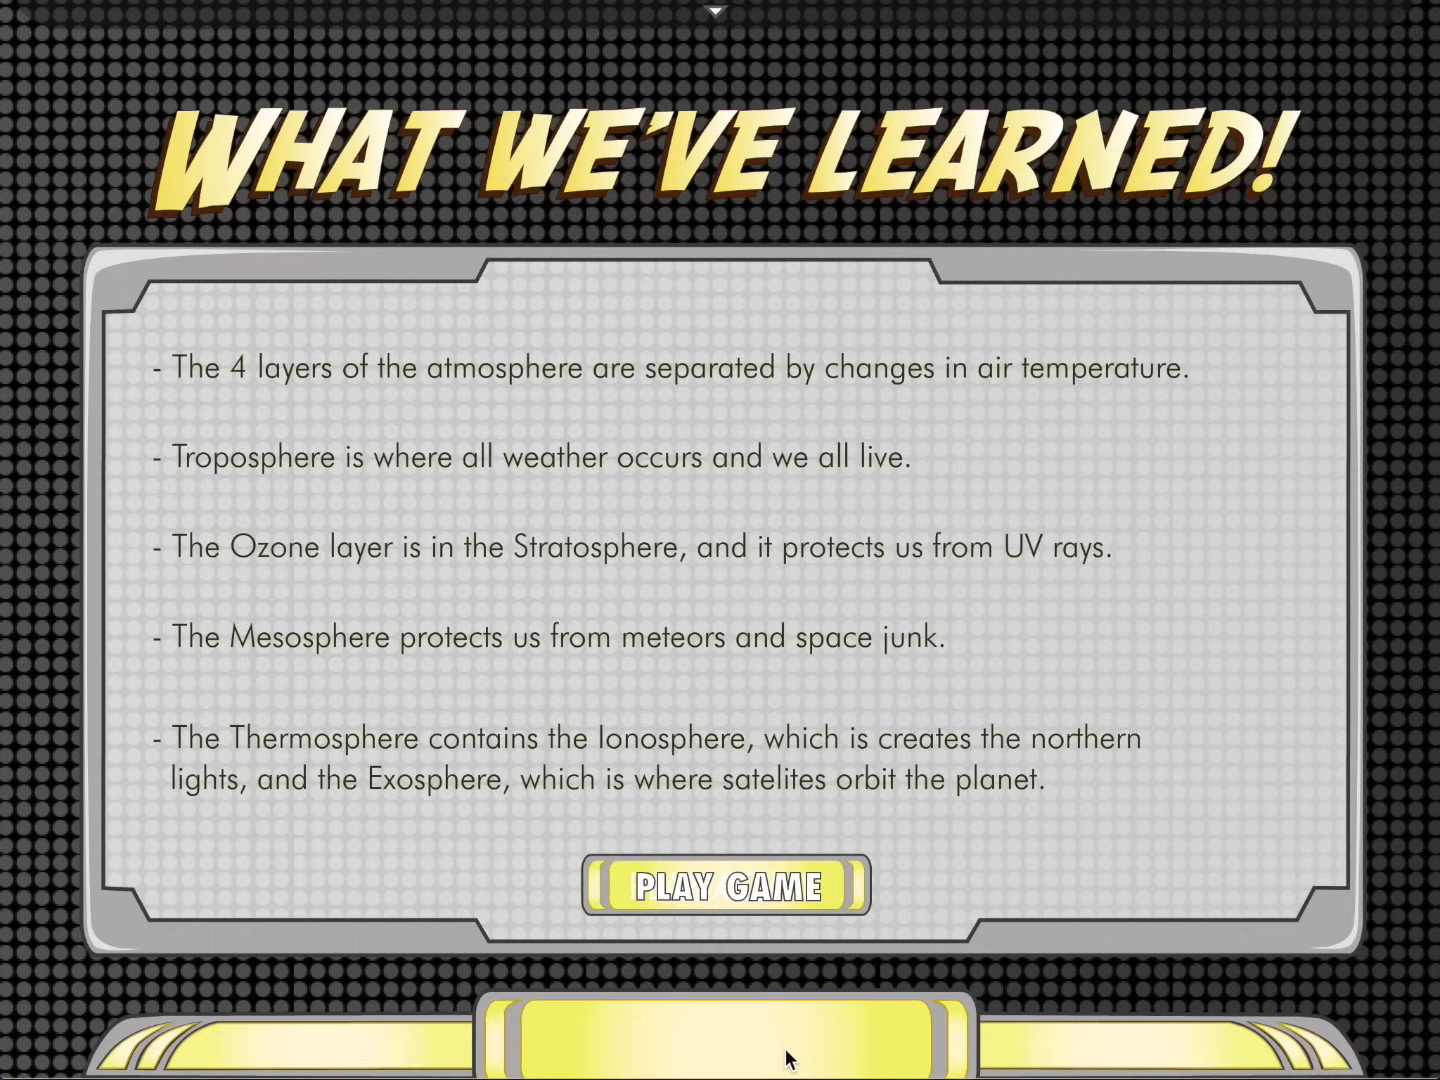 WHAT WE'VE LEARNED!
- The 4 layers of the atmosphere are separated by changes in air temperature.
- Troposphere is where all weather occurs and we all live.
- The Ozone layer is in the Stratosphere, and it protects us from UV rays.
- The Mesosphere protects us from meteors and space junk.
- The Thermosphere contains the Ionosphere, which is creates the northern
lights, and the Exosphere, which is where satelites orbit the planet.
PLAY GAME